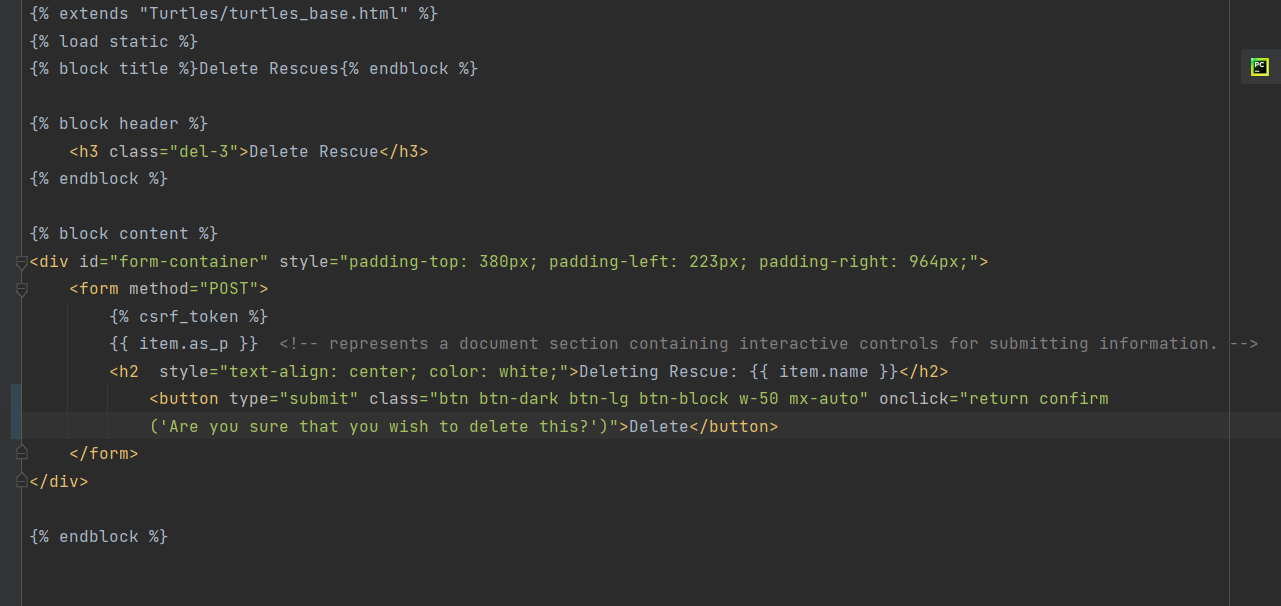 {% extends "Turtles/turtles_base.html" %}
{% load static %}
{% block title %}Delete Rescues{% endblock %}
PC
{% block header %}
<h3 class="del-3">Delete Rescue</h3>
{% endblock %}
{% block content %}
<div id="form-container" style="padding-top: 380px; padding-left: 223px; padding-right: 964px;">
<form method="POST">
{% csrf_token %}
{{ item.as_p }}  <!-- represents a document section containing interactive controls for submitting information. -->
<h2  style="text-align: center; color: white;">Deleting Rescue: {{ item.name }}</h2>
<button type="submit" class="btn btn-dark btn-lg btn-block w-50 mx-auto" onclick="return confirm
('Are you sure that you wish to delete this?')">Delete</button>
</form>
</div>
{% endblock %}